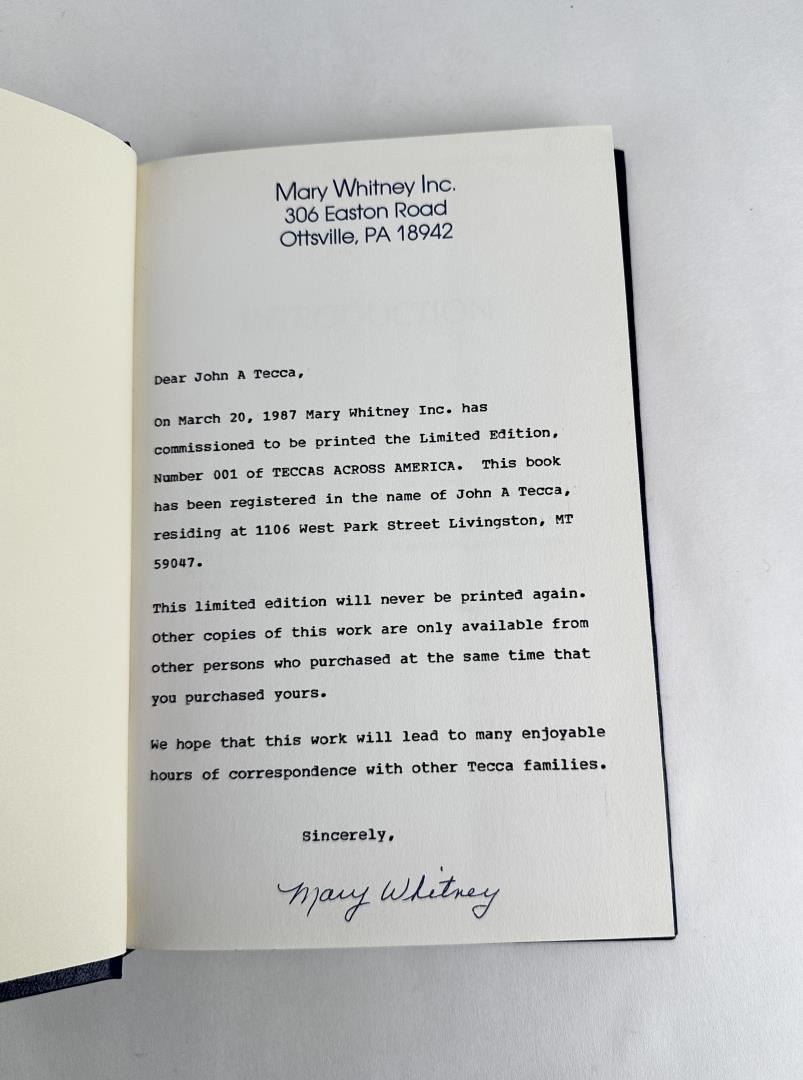 Mary Whitney Inc.
306 Easton Road
Ottsville, PA 18942
INTRODUCTION
Dear John A Tecca,
On March 20, 1987 Mary Whitney Inc. has
commissioned to be printed the Limited Edition,
Number 001 of TECCAS ACROSS AMERICA. This book
has been registered in the name of John A Tecca,
residing at 1106 West Park Street Livingston, MT
59047.
This limited edition will never be printed again.
Other copies of this work are only available from
other persons who purchased at the same time that
you purchased yours.
We hope that this work will lead to many enjoyable
hours of correspondence with other Tecca families.
Sincerely,
Mary Whitney